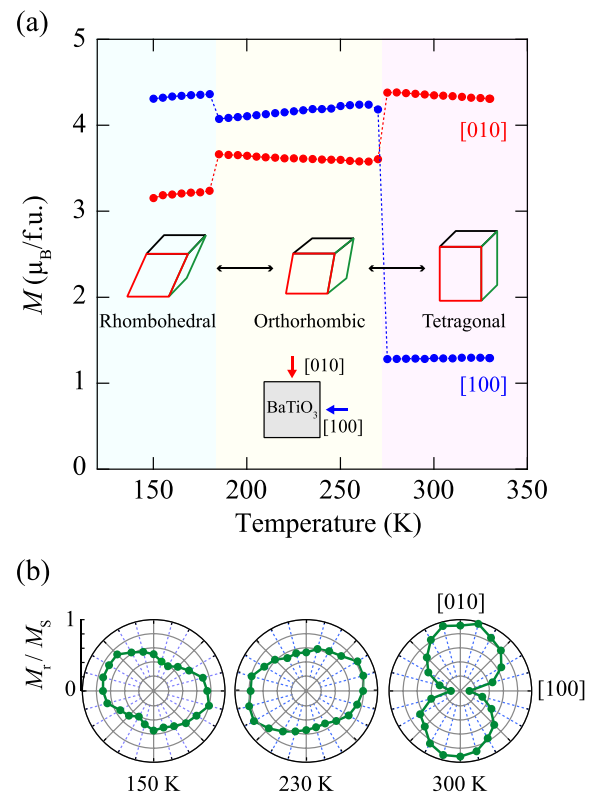 (a)
5
4
3
2
1
0
M (μB/f.u.)
[010]
Rhombohedral
Orthorhombic
Tetragonal
[010]
BaTiO3
[100]
[100]
150
200
250
300
350
Temperature (K)
(b)
1
0
Mr / Ms
[010]
[100]
150 K
230 K
300 K